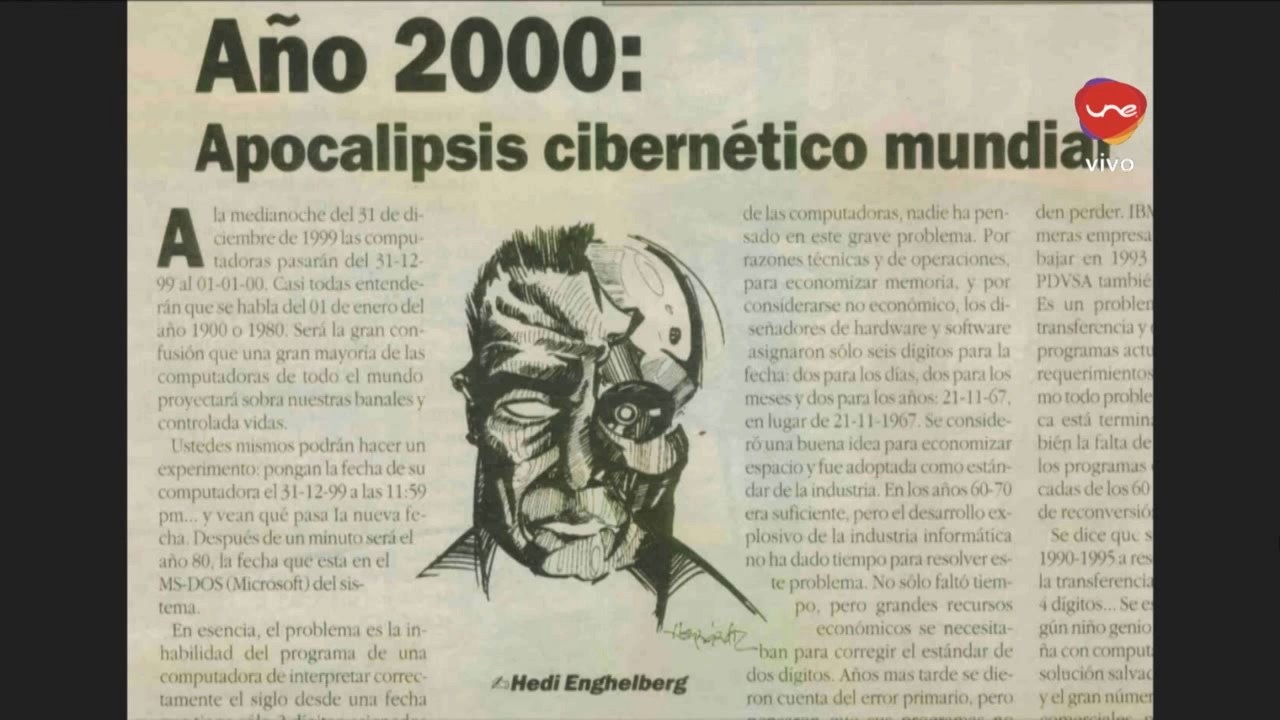 Año 2000:
Apocalipsis cibernético mundial
une
vivo
A la medianoche del 31 de di-
ciembre de 1999 las compu-
tadoras pasarán del 31-12-
99 al 01-01-00. Casi todas entende-
rán que se habla del 01 de enero del
año 1900 o 1980. Será la gran con-
fusión que una gran mayoría de las
computadoras de todo el mundo
proyectará sobra nuestras banales y
controlada vidas.
Ustedes mismos podrán hacer un
experimento: pongan la fecha de su
computadora el 31-12-99 a las 11:59
pm... y vean qué pasa la nueva fe-
cha. Después de un minuto será el
año 80, la fecha que esta en el
MS-DOS (Microsoft) del sis-
tema.
En esencia, el problema es la in-
habilidad del programa de una
computadora de interpretar correc-
tamente el siglo desde una fecha
Hedi Enghelberg
de las computadoras, nadie ha pen-
sado en este grave problema. Por
razones técnicas y de operaciones,
para economizar memoria, y por
considerarse no económico, los di-
señadores de hardware y software
asignaron sólo seis dígitos para la
fecha: dos para los días, dos para los
meses y dos para los años: 21-11-67,
en lugar de 21-11-1967. Se conside-
ró una buena idea para economizar
espacio y fue adoptada como están-
dar de la industria. En los años 60-70
era suficiente, pero el desarrollo ex-
plosivo de la industria informática
no ha dado tiempo para resolver es-
te problema. No sólo faltó tiem-
po, pero grandes recursos
económicos se necesita-
ban para corregir el estándar de
dos dígitos. Años mas tarde se die-
ron cuenta del error primario, pero
den perder. IBM
meras empresa
bajar en 1993
PDVSA tambié
Es un problem
transferencia y
programas actu
requerimientos
mo todo proble
ca está termin
bién la falta de
los programas
cadas de los 60
de reconversió
Se dice que s
1990-1995 a res
la transferencia
4 dígitos... Se es
gún niño genio
ña con comput
solución salvad
y el gran númer